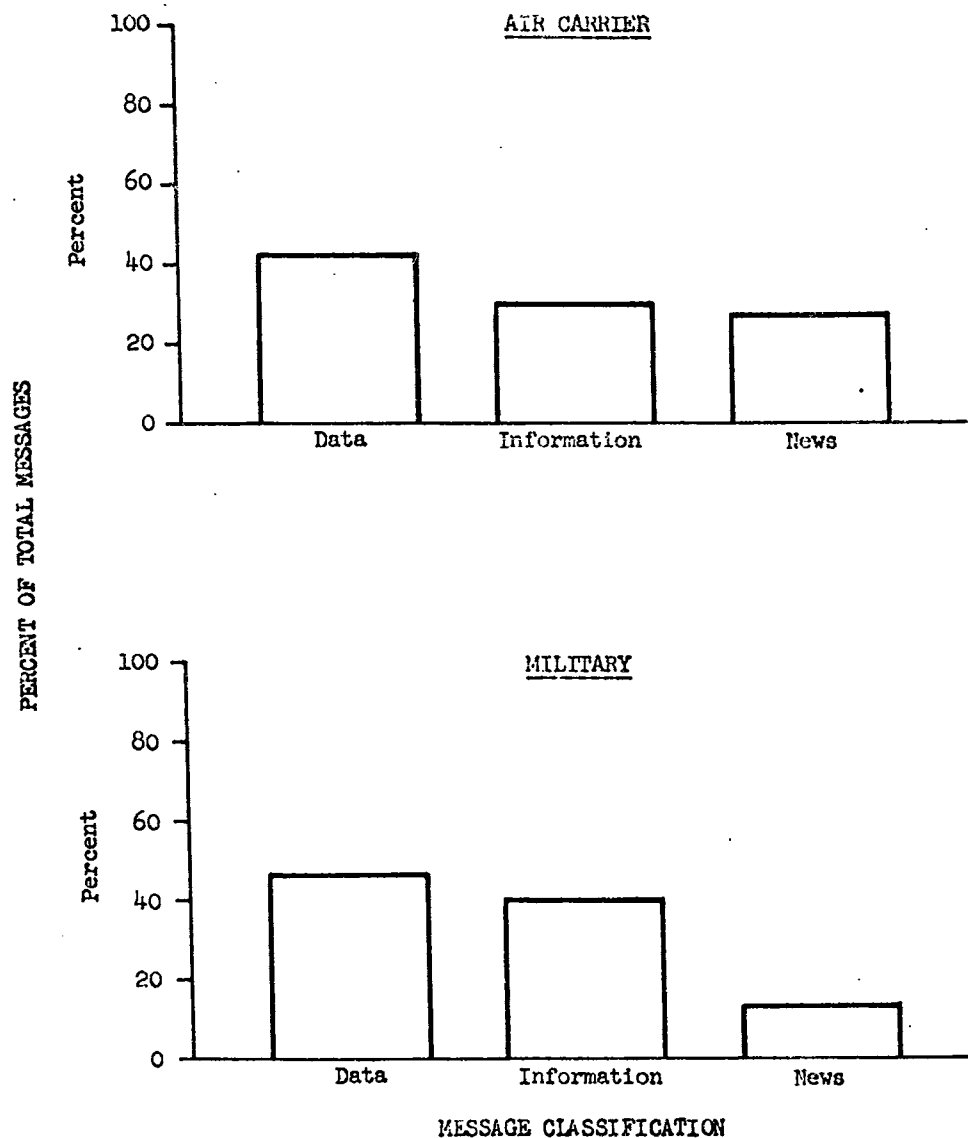 AIR CARRIER
100
80
60
40
20
0
Percent
Data Information News
PERCENT OF TOTAL MESSAGES
MILITARY
100
80
60
40
20
0
Percent
Data Information News
MESSAGE CLASSIFICATION